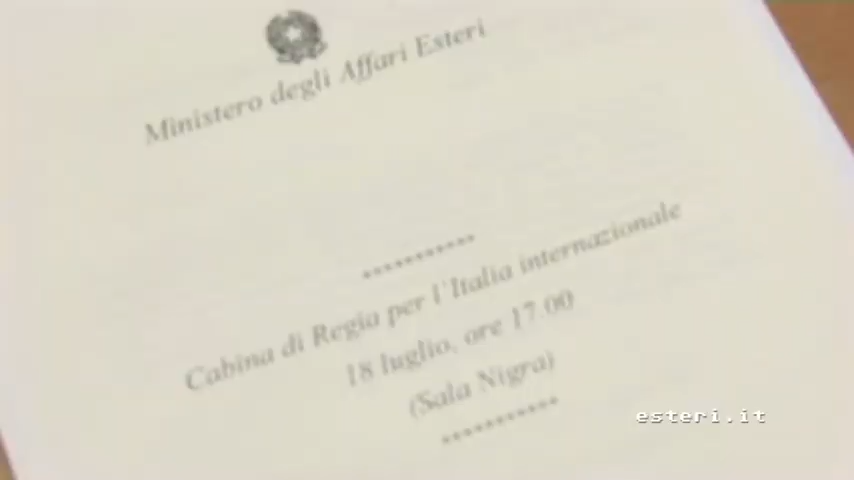 Ministero degli Affari Esteri
***********
Cabina di Regia per l'Italia internazionale
18 luglio, ore 17.00
(Sala Nigra)
***********
esteri.it